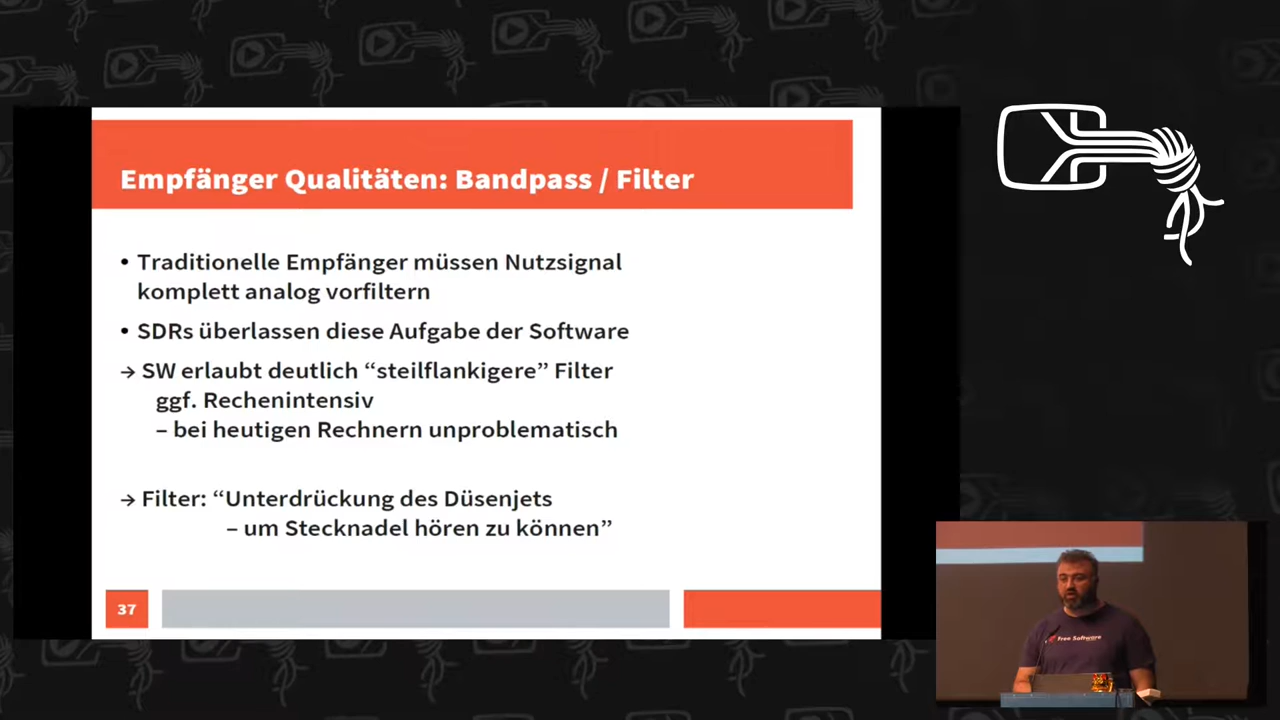 Empfänger Qualitäten: Bandpass / Filter
• Traditionelle Empfänger müssen Nutzsignal
komplett analog vorfiltern
• SDRs überlassen diese Aufgabe der Software
→ SW erlaubt deutlich “steilflankigere” Filter
ggf. Rechenintensiv
– bei heutigen Rechnern unproblematisch
→ Filter: “Unterdrückung des Düsenjets
– um Stecknadel hören zu können”
37
Free Software